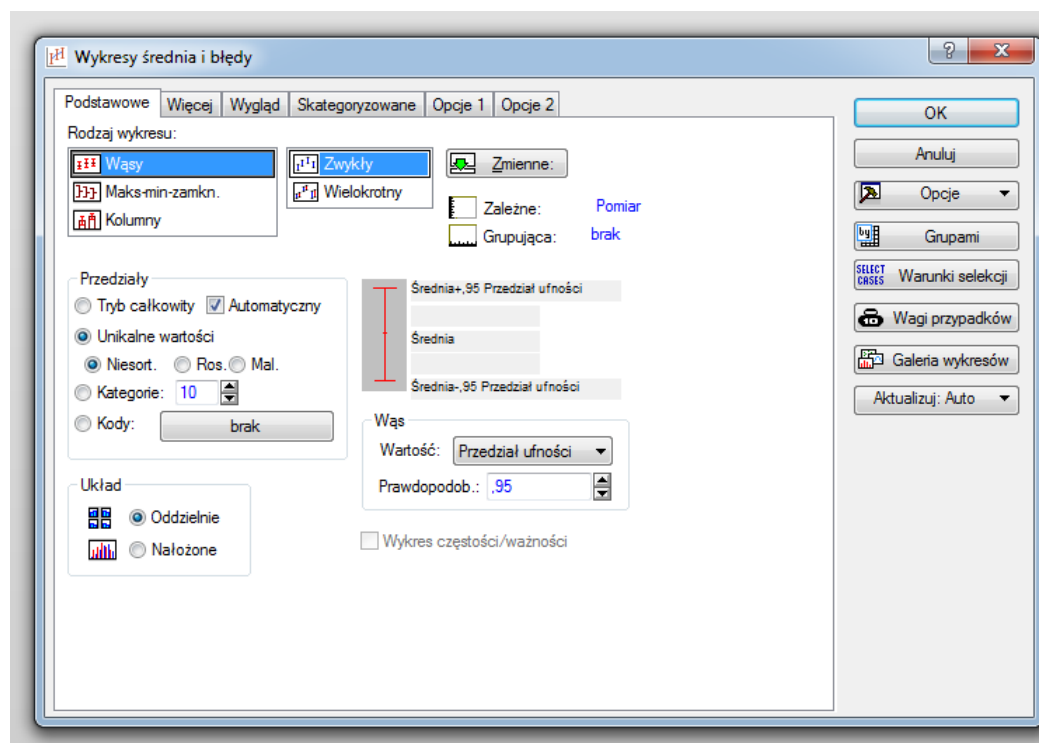 Wykresy średnia i błędy
?
Podstawowe Więcej Wygląd Skategoryzowane Opcje 1 Opcje 2
Rodzaj wykresu:
Wąsy
Maks-min-zamkn.
Kolumny
Zwykły
Wielokrotny
Zmienne:
Zależne: Pomiar
Grupująca: brak
Przedziały
Tryb całkowity Automatyczny
Unikalne wartości
Niesort. Ros. Mal.
Kategorie: 10
Kody: brak
Średnia+,95 Przedział ufności
Średnia
Średnia-,95 Przedział ufności
Wąs
Wartość: Przedział ufności
Prawdopodob.: ,95
Układ
Oddzielnie
Nałożone
Wykres częstości/ważności
OK
Anuluj
Opcje
by Grupami
SELECT CASES Warunki selekcji
Wagi przypadków
Galeria wykresów
Aktualizuj: Auto